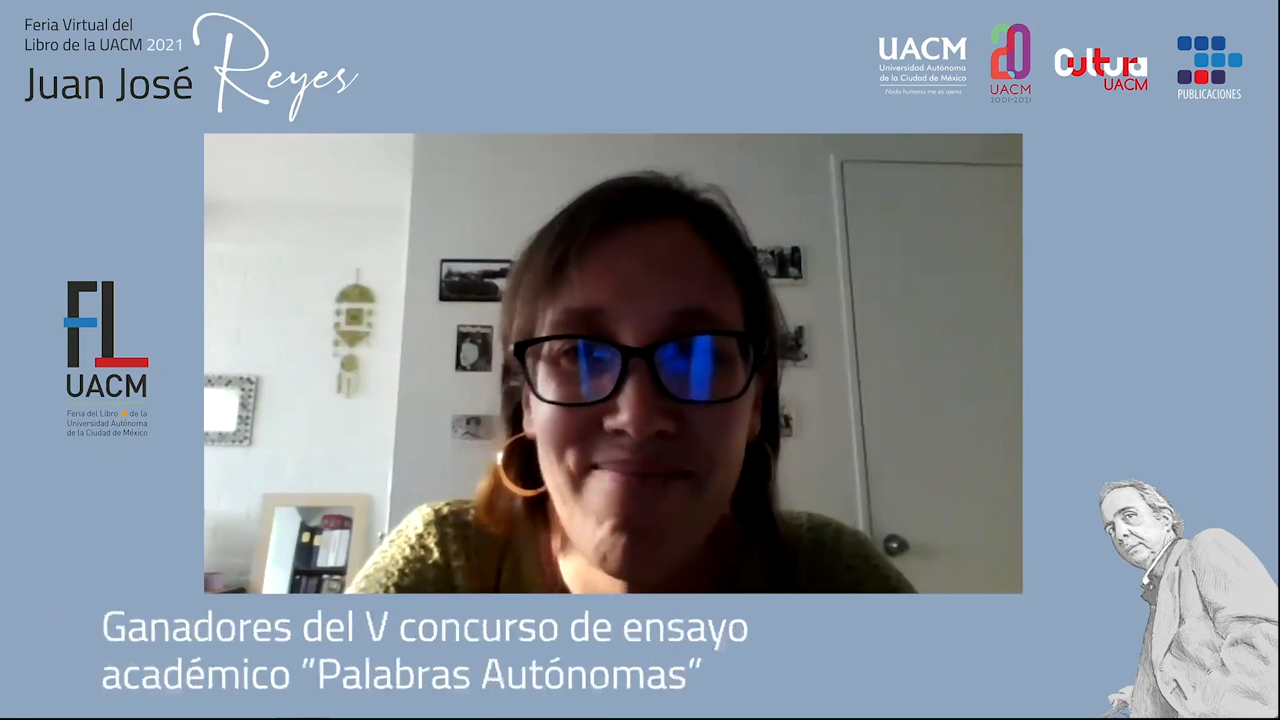 Feria Virtual del
Libro de la UACM 2021
Juan José Reyes
UACM
Universidad Autónoma
de la Ciudad de México
Nada humano me es ajeno
20
UACM
2001-2021
Cultura
UACM
PUBLICACIONES
FL
UACM
Feria del Libro de la
Universidad Autónoma
de la Ciudad de México
Ganadores del V concurso de ensayo
académico "Palabras Autónomas"